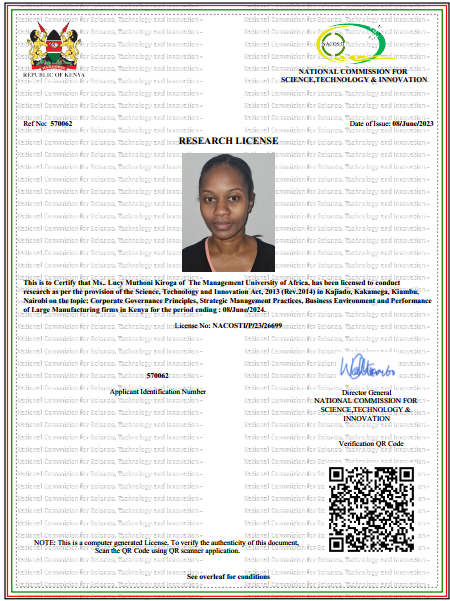 REPUBLIC OF KENYA
NACOSTI
NATIONAL COMMISSION FOR
SCIENCE,TECHNOLOGY & INNOVATION
Ref No: 570062
Date of Issue: 08/June/2023
RESEARCH LICENSE
This is to Certify that Ms.. Lucy Muthoni Kiroga of The Management University of Africa, has been licensed to conduct
research as per the provision of the Science, Technology and Innovation Act, 2013 (Rev.2014) in Kajiado, Kakamega, Kiambu,
Nairobi on the topic: Corporate Governance Principles, Strategic Management Practices, Business Environment and Performance
of Large Manufacturing firms in Kenya for the period ending : 08/June/2024.
License No: NACOSTI/P/23/26699
570062
Applicant Identification Number
Director General
NATIONAL COMMISSION FOR
SCIENCE,TECHNOLOGY &
INNOVATION
Verification QR Code
NOTE: This is a computer generated License. To verify the authenticity of this document,
Scan the QR Code using QR scanner application.
See overleaf for conditions